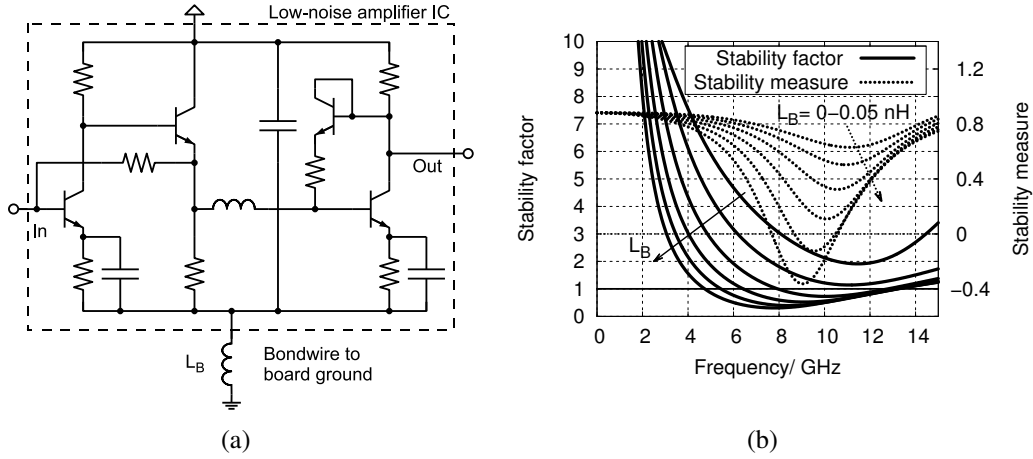 Low-noise amplifier IC
Out
In
L_B
Bondwire to
board ground
(a)
Stability factor
Stability measure
L_B= 0–0.05 nH
L_B
10
9
8
7
6
5
4
3
2
1
0
1.2
0.8
0.4
0
−0.4
0 2 4 6 8 10 12 14
Frequency/ GHz
Stability factor
Stability measure
(b)